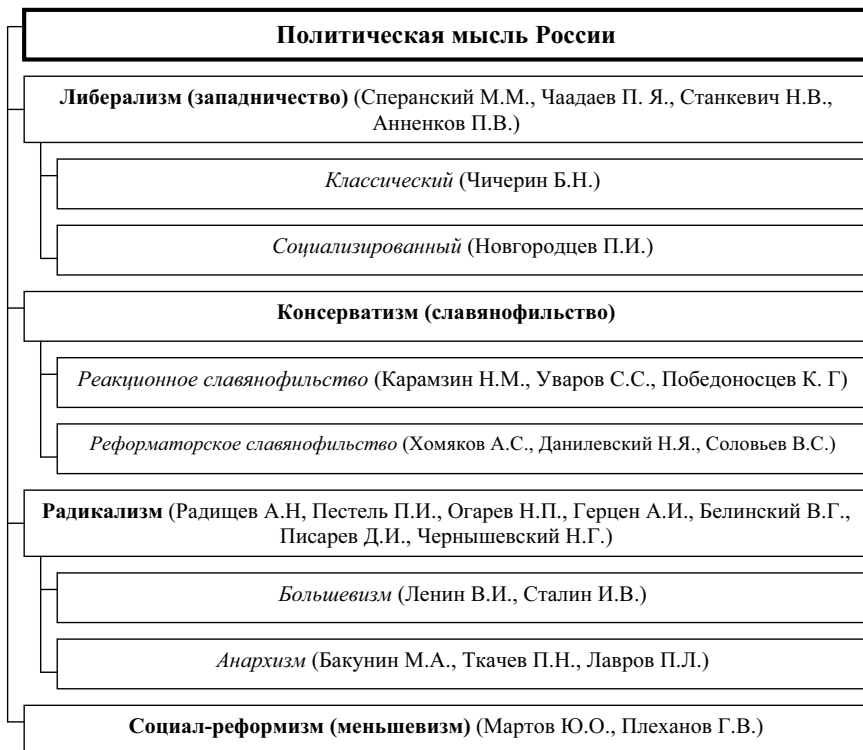 Политическая мысль России
Либерализм (западничество) (Сперанский М.М., Чаадаев П. Я., Станкевич Н.В.,
Анненков П.В.)
Классический (Чичерин Б.Н.)
Социализированный (Новгородцев П.И.)
Консерватизм (славянофильство)
Реакционное славянофильство (Карамзин Н.М., Уваров С.С., Победоносцев К. Г)
Реформаторское славянофильство (Хомяков А.С., Данилевский Н.Я., Соловьев В.С.)
Радикализм (Радищев А.Н, Пестель П.И., Огарев Н.П., Герцен А.И., Белинский В.Г.,
Писарев Д.И., Чернышевский Н.Г.)
Большевизм (Ленин В.И., Сталин И.В.)
Анархизм (Бакунин М.А., Ткачев П.Н., Лавров П.Л.)
Социал-реформизм (меньшевизм) (Мартов Ю.О., Плеханов Г.В.)